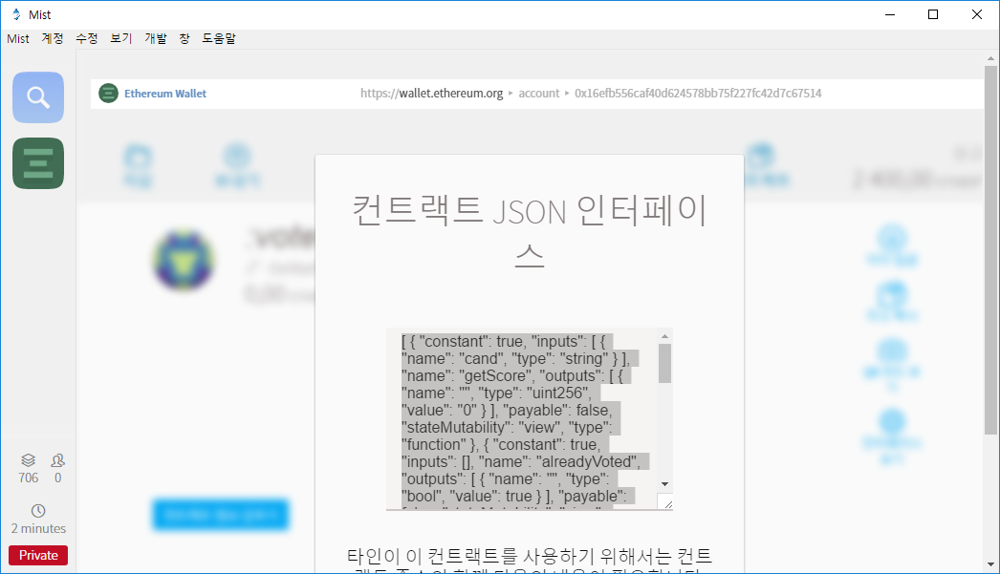 Mist
Mist 계정 수정 보기 개발 창 도움말
Ethereum Wallet https://wallet.ethereum.org ▸ account ▸ 0x16efb556caf40d624578bb75f227fc42d7c67514
컨트랙트 JSON 인터페이
스
[ { "constant": true, "inputs": [ {
"name": "cand", "type": "string" } ],
"name": "getScore", "outputs": [ {
"name": "", "type": "uint256",
"value": "0" } ], "payable": false,
"stateMutability": "view", "type":
"function" }, { "constant": true,
"inputs": [], "name": "alreadyVoted",
"outputs": [ { "name": "", "type":
"bool", "value": true } ], "payable":
타인이 이 컨트랙트를 사용하기 위해서는 컨트
706 0
2 minutes
Private